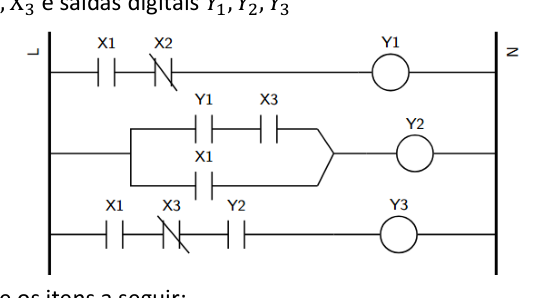 , X₃ e saídas digitais Y₁, Y₂, Y₃
X1 X2 Y1
L N
Y1 X3
Y2
X1
X1 X3 Y2 Y3
e os itens a seguir: